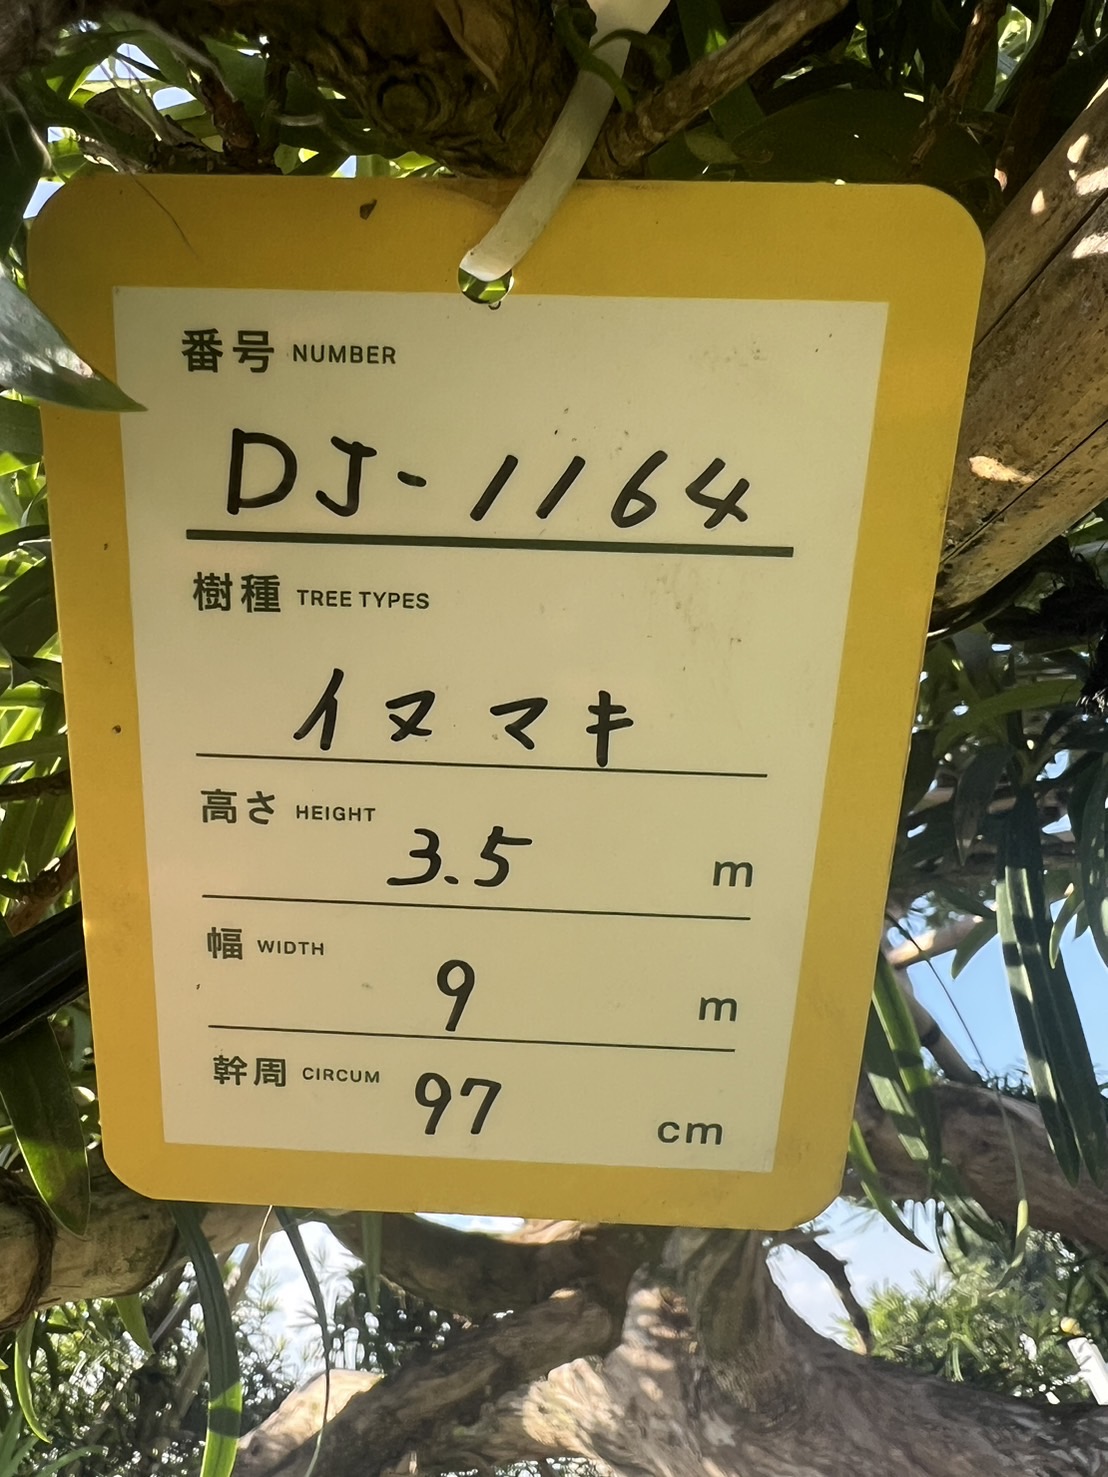 番号 NUMBER
DJ-1164
樹種 TREE TYPES
イヌマキ
高さ HEIGHT
3.5 m
幅 WIDTH
9 m
幹周 CIRCUM
97 cm